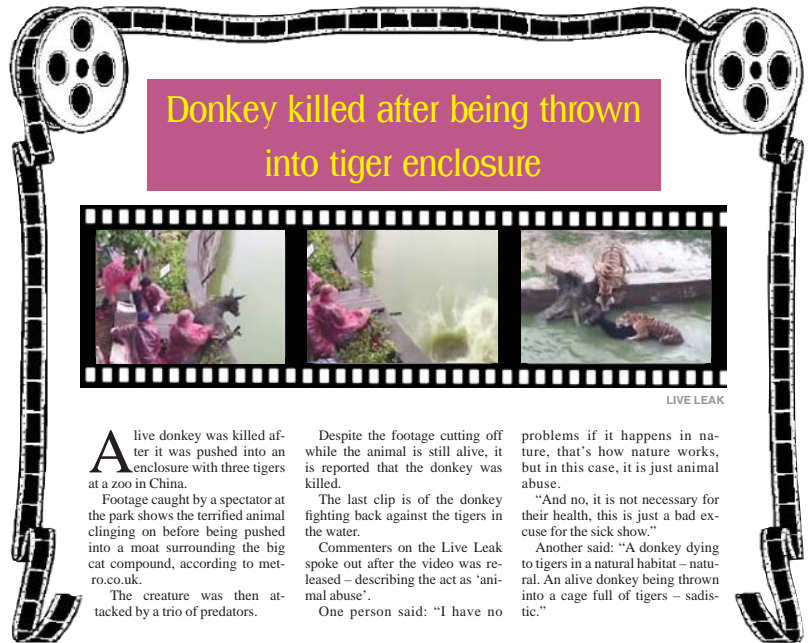 Donkey killed after being thrown
into tiger enclosure
LIVE LEAK
A live donkey was killed af-
ter it was pushed into an
enclosure with three tigers
at a zoo in China.
Footage caught by a spectator at
the park shows the terrified animal
clinging on before being pushed
into a moat surrounding the big
cat compound, according to met-
ro.co.uk.
The creature was then at-
tacked by a trio of predators.
Despite the footage cutting off
while the animal is still alive, it
is reported that the donkey was
killed.
The last clip is of the donkey
fighting back against the tigers in
the water.
Commenters on the Live Leak
spoke out after the video was re-
leased – describing the act as ‘ani-
mal abuse’.
One person said: “I have no
problems if it happens in na-
ture, that’s how nature works,
but in this case, it is just animal
abuse.
“And no, it is not necessary for
their health, this is just a bad ex-
cuse for the sick show.”
Another said: “A donkey dying
to tigers in a natural habitat – natu-
ral. An alive donkey being thrown
into a cage full of tigers – sadis-
tic.”